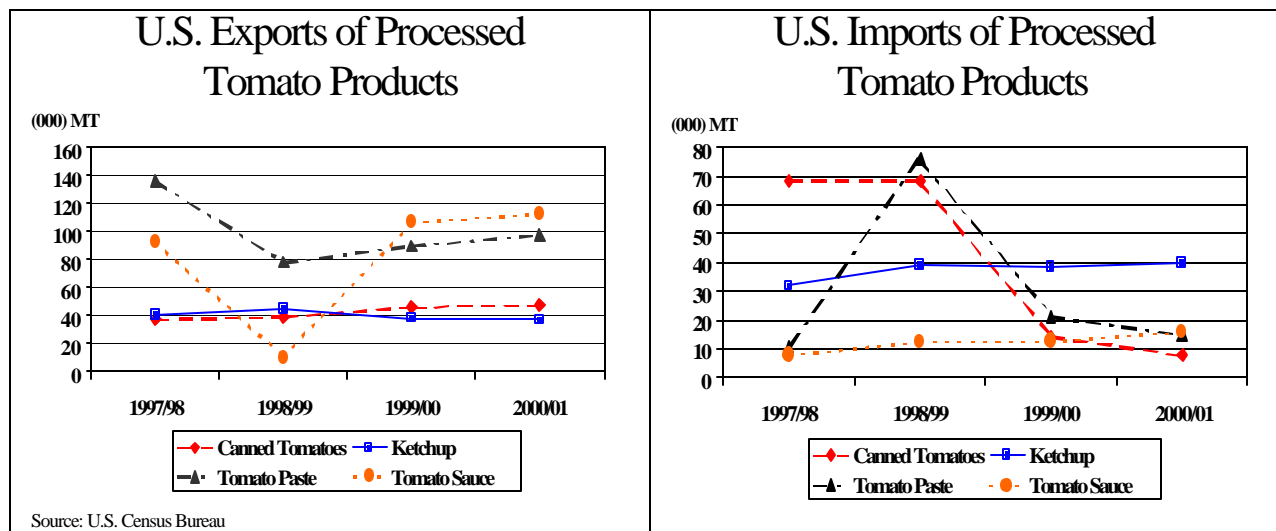 U.S. Exports of Processed
Tomato Products
(000) MT
160
140
120
100
80
60
40
20
0
1997/98 1998/99 1999/00 2000/01
Canned Tomatoes Ketchup
Tomato Paste Tomato Sauce
Source: U.S. Census Bureau
U.S. Imports of Processed
Tomato Products
(000) MT
80
70
60
50
40
30
20
10
0
1997/98 1998/99 1999/00 2000/01
Canned Tomatoes Ketchup
Tomato Paste Tomato Sauce